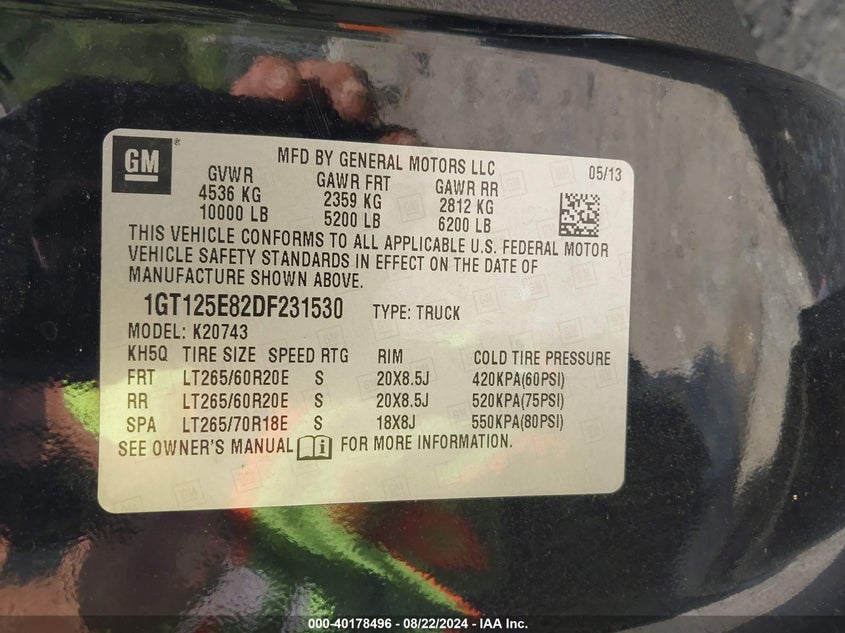 GM ®
MFD BY GENERAL MOTORS LLC 05/13
GVWR GAWR FRT GAWR RR
4536 KG 2359 KG 2812 KG
10000 LB 5200 LB 6200 LB
THIS VEHICLE CONFORMS TO ALL APPLICABLE U.S. FEDERAL MOTOR
VEHICLE SAFETY STANDARDS IN EFFECT ON THE DATE OF
MANUFACTURE SHOWN ABOVE.
1GT125E82DF231530 TYPE: TRUCK
MODEL: K20743
KH5Q TIRE SIZE SPEED RTG RIM COLD TIRE PRESSURE
FRT LT265/60R20E S 20X8.5J 420KPA(60PSI)
RR LT265/60R20E S 20X8.5J 520KPA(75PSI)
SPA LT265/70R18E S 18X8J 550KPA(80PSI)
SEE OWNER'S MANUAL i FOR MORE INFORMATION.
000-40178496 - 08/22/2024 - IAA Inc.